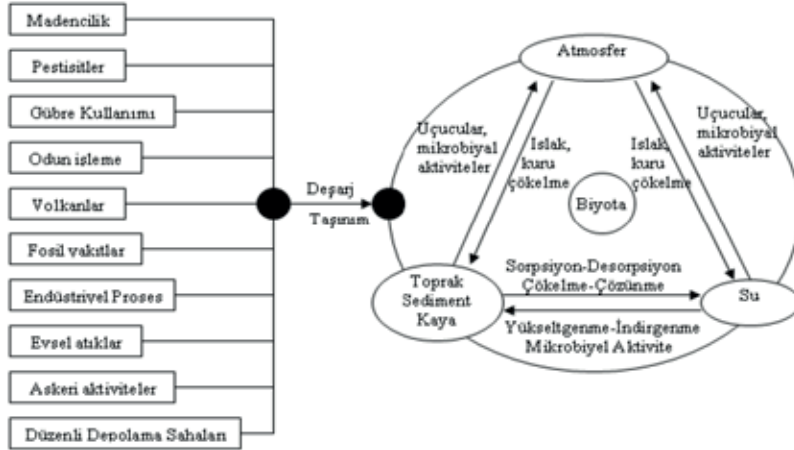 Madencilik
Pestisitler
Gübre Kullanımı
Odun işleme
Volkanlar
Fosil yakıtlar
Endüstriyel Proses
Evsel atıklar
Askeri aktiviteler
Düzenli Depolama Sahaları
Deşarj
Taşınım
Atmosfer
Uçucular,
mikrobiyal
aktiviteler
Islak,
kuru
çökelme
Islak,
kuru
çökelme
Uçucular,
mikrobiyal
aktiviteler
Biyota
Toprak
Sediment
Kaya
Sorpsiyon-Desorpsiyon
Çökelme-Çözünme
Yükseltgenme-İndirgenme
Mikrobiyel Aktivite
Su